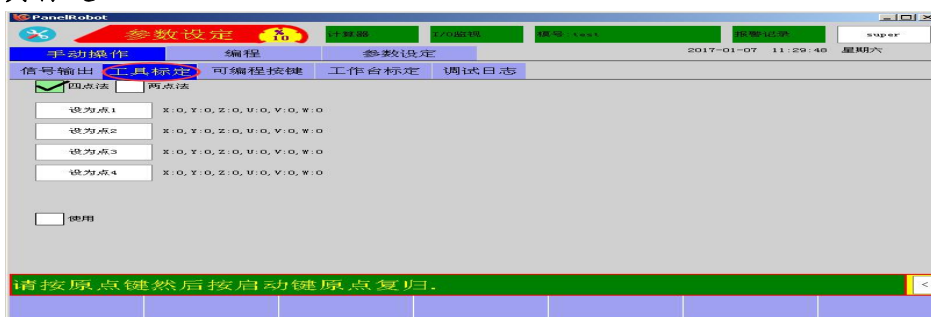 PanelRobot
参数设定 X10 计算器 I/O监视 模号:test 报警记录 super
手动操作 编程 参数设定 2017-01-07 11:29:48 星期六
信号输出 工具标定 可编程按键 工作台标定 调试日志
四点法 两点法
设为点1 X:0,Y:0,Z:0,U:0,V:0,W:0
设为点2 X:0,Y:0,Z:0,U:0,V:0,W:0
设为点3 X:0,Y:0,Z:0,U:0,V:0,W:0
设为点4 X:0,Y:0,Z:0,U:0,V:0,W:0
使用
请按原点键然后按启动键原点复归. <